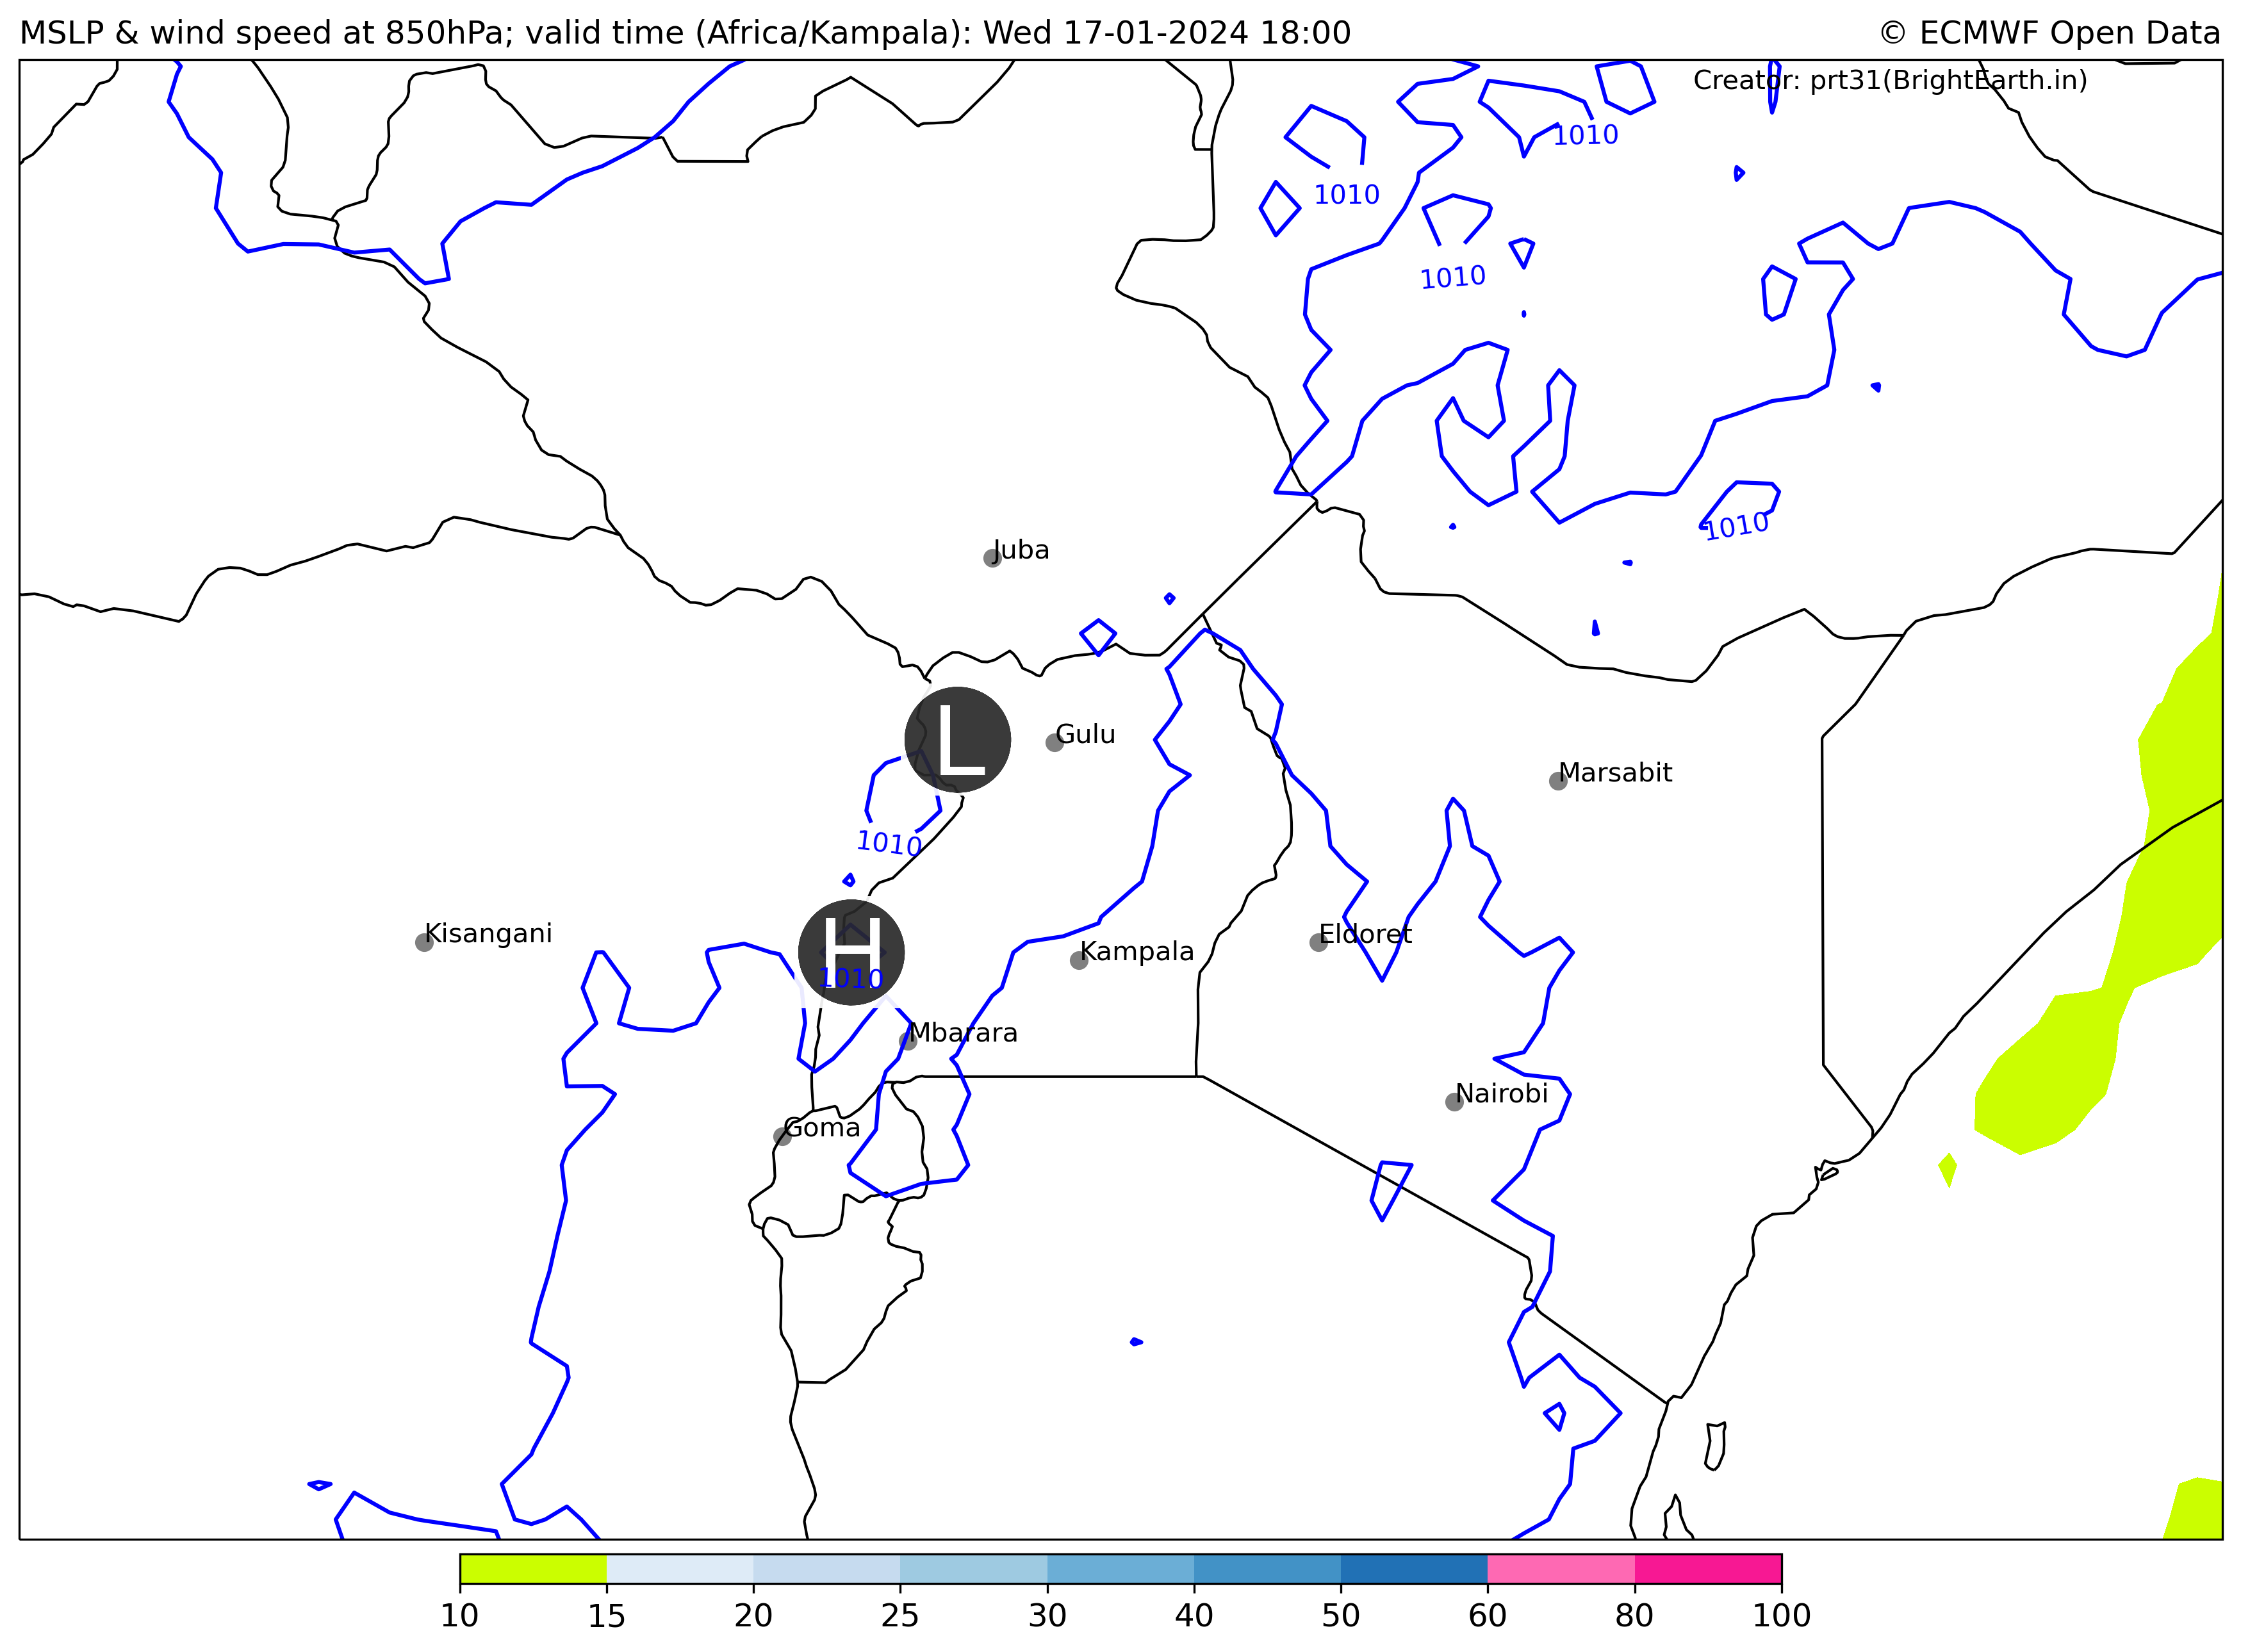 MSLP & wind speed at 850hPa; valid time (Africa/Kampala): Wed 17-01-2024 18:00
© ECMWF Open Data
Creator: prt31(BrightEarth.in)
1010
1010
1010
1010
Juba
L
Gulu
Marsabit
1010
Kisangani
H
Eldoret
Kampala
1010
Mbarara
Nairobi
Goma
10 15 20 25 30 40 50 60 80 100